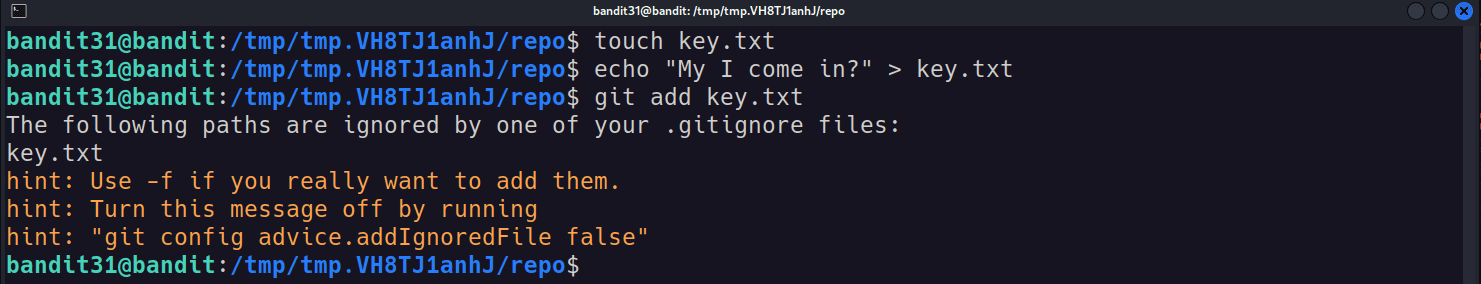 bandit31@bandit: /tmp/tmp.VH8TJ1anhJ/repo
bandit31@bandit:/tmp/tmp.VH8TJ1anhJ/repo$ touch key.txt
bandit31@bandit:/tmp/tmp.VH8TJ1anhJ/repo$ echo "My I come in?" > key.txt
bandit31@bandit:/tmp/tmp.VH8TJ1anhJ/repo$ git add key.txt
The following paths are ignored by one of your .gitignore files:
key.txt
hint: Use -f if you really want to add them.
hint: Turn this message off by running
hint: "git config advice.addIgnoredFile false"
bandit31@bandit:/tmp/tmp.VH8TJ1anhJ/repo$